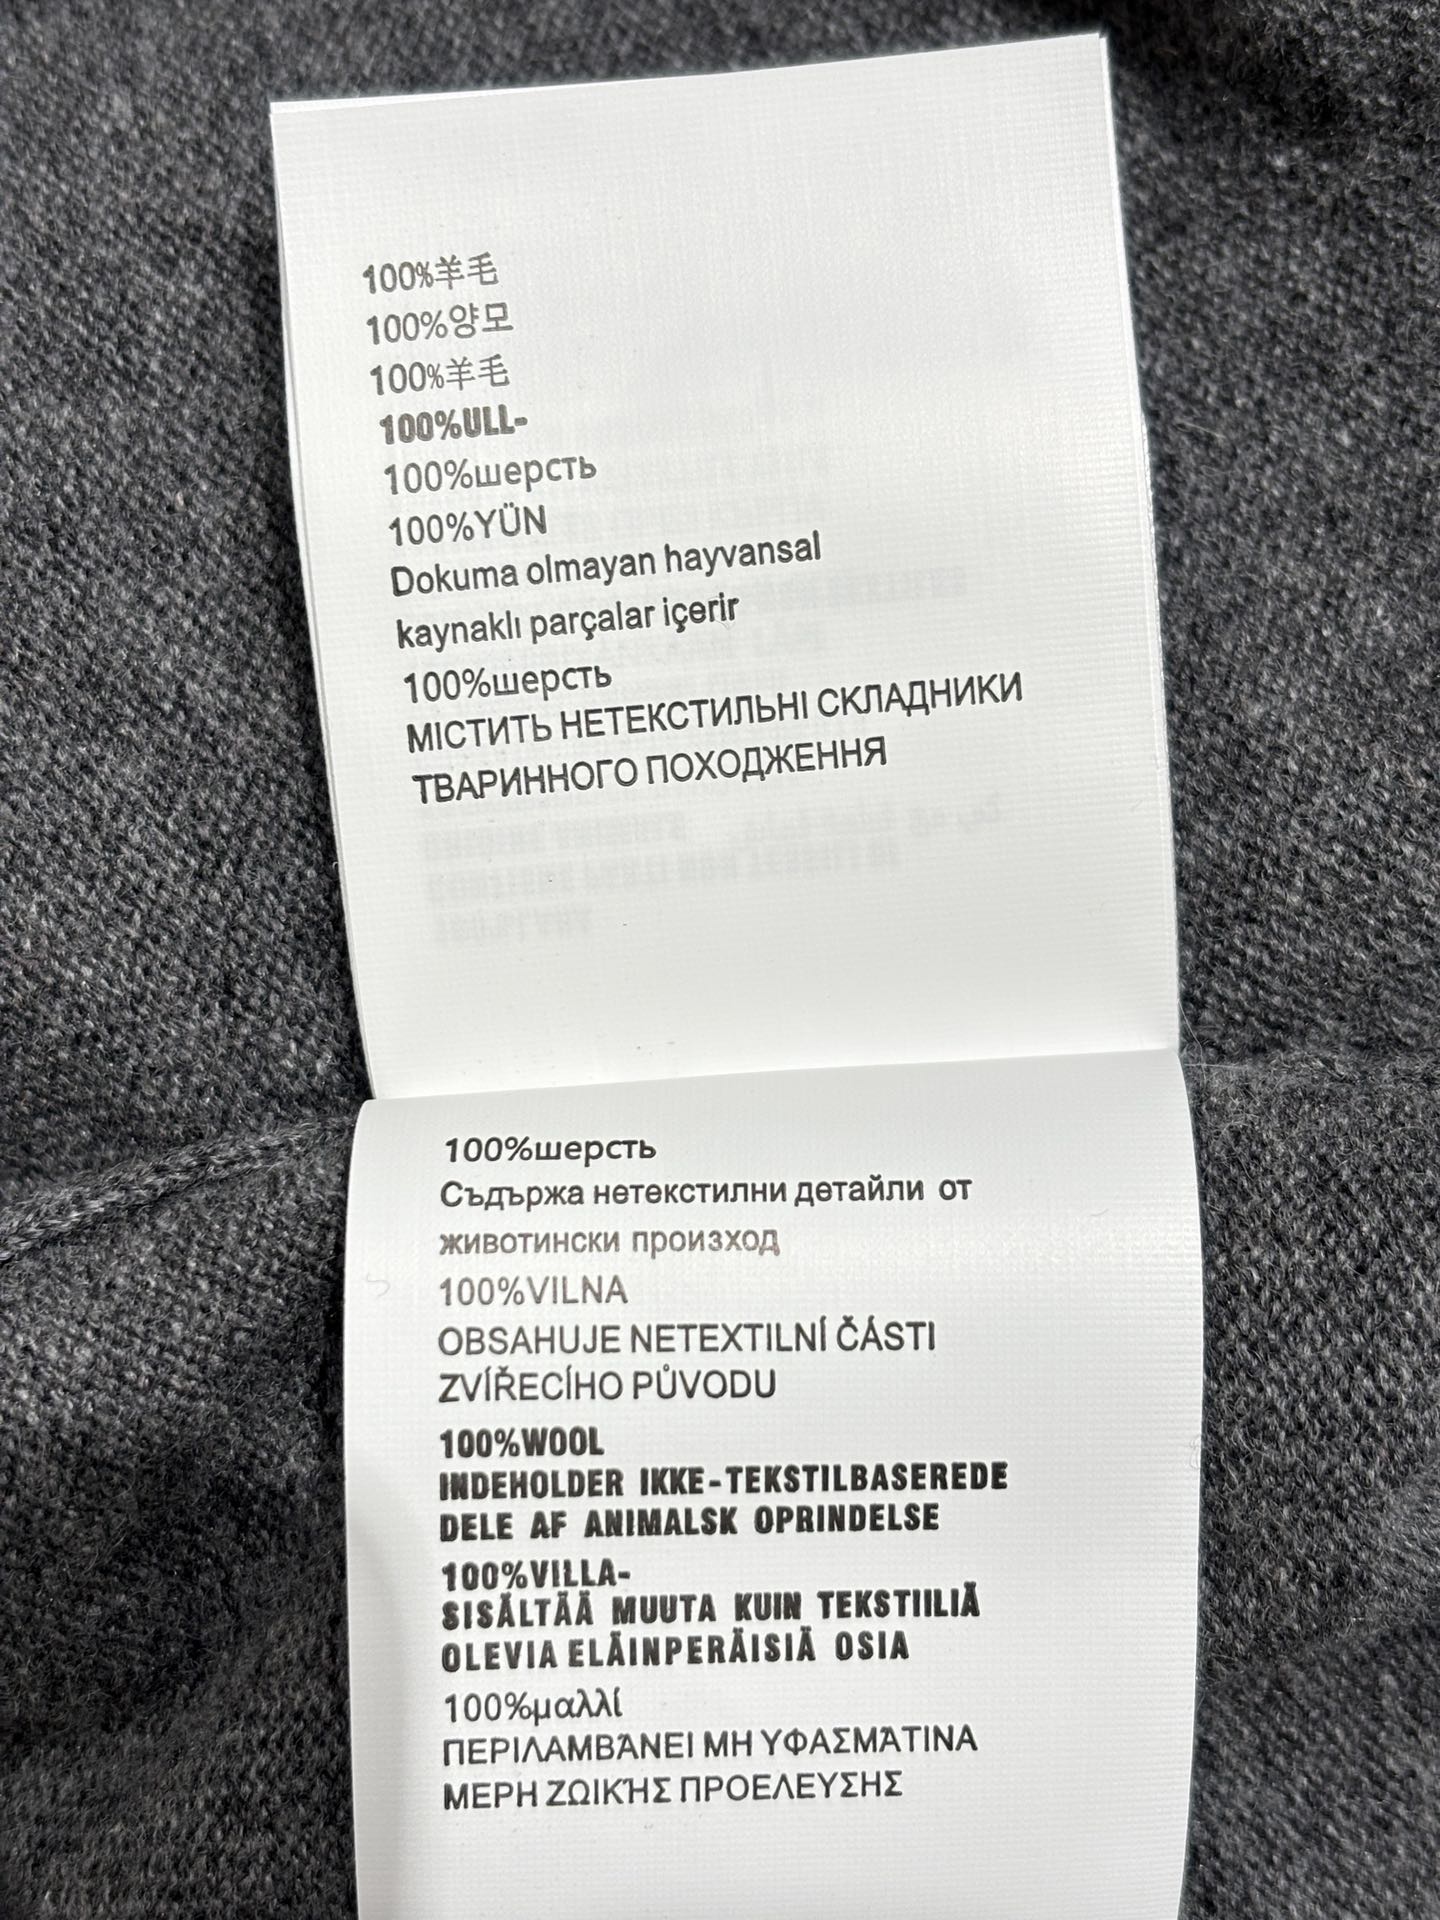 100%羊毛
100%양모
100%羊毛
100%ULL-
100%шерсть
100%YÜN
Dokuma olmayan hayvansal
kaynaklı parçalar içerir
100%шерсть
МІСТИТЬ НЕТЕКСТИЛЬНІ СКЛАДНИКИ
ТВАРИННОГО ПОХОДЖЕННЯ
100%шерсть
Съдържа нетекстилни детайли от
животински произход
100%VILNA
OBSAHUJE NETEXTILNÍ ČÁSTI
ZVÍŘECÍHO PŮVODU
100%WOOL
INDEHOLDER IKKE-TEKSTILBASEREDE
DELE AF ANIMALSK OPRINDELSE
100%VILLA-
SISÄLTÄÄ MUUTA KUIN TEKSTIILIÄ
OLEVIA ELÄINPERÄISIÄ OSIA
100%μαλλί
ΠΕΡΙΛΑΜΒΆΝΕΙ ΜΗ ΥΦΑΣΜΆΤΙΝΑ
ΜΕΡΗ ΖΩΙΚΉΣ ΠΡΟΕΛΕΥΣΗΣ